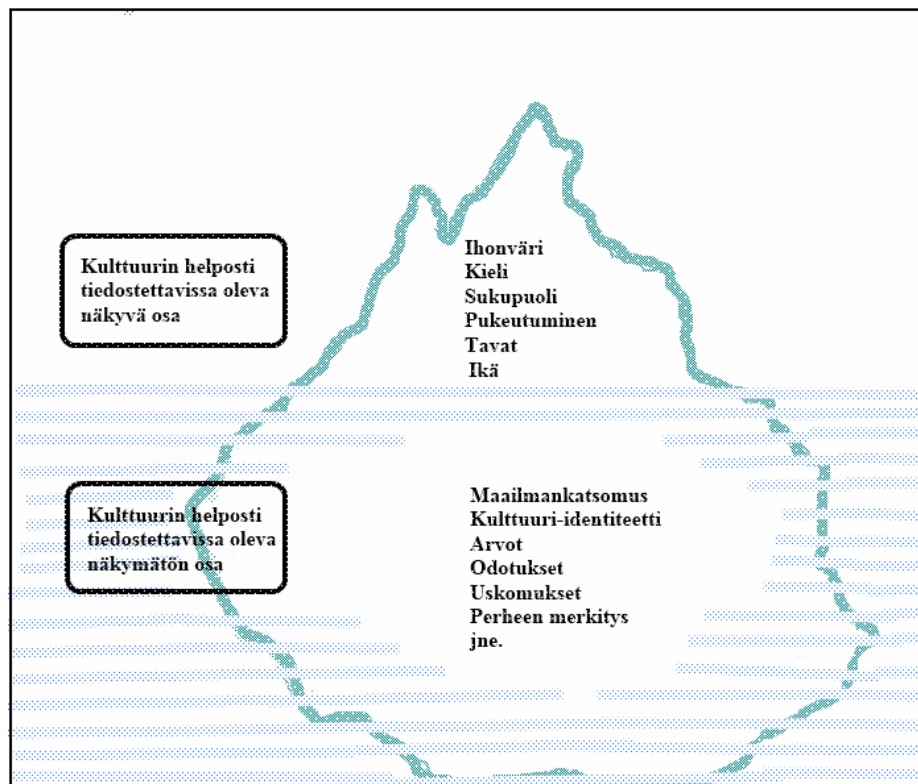 Kulttuurin helposti
tiedostettavissa oleva
näkyvä osa
Ihonväri
Kieli
Sukupuoli
Pukeutuminen
Tavat
Ikä
Kulttuurin helposti
tiedostettavissa oleva
näkymätön osa
Maailmankatsomus
Kulttuuri-identiteetti
Arvot
Odotukset
Uskomukset
Perheen merkitys
jne.